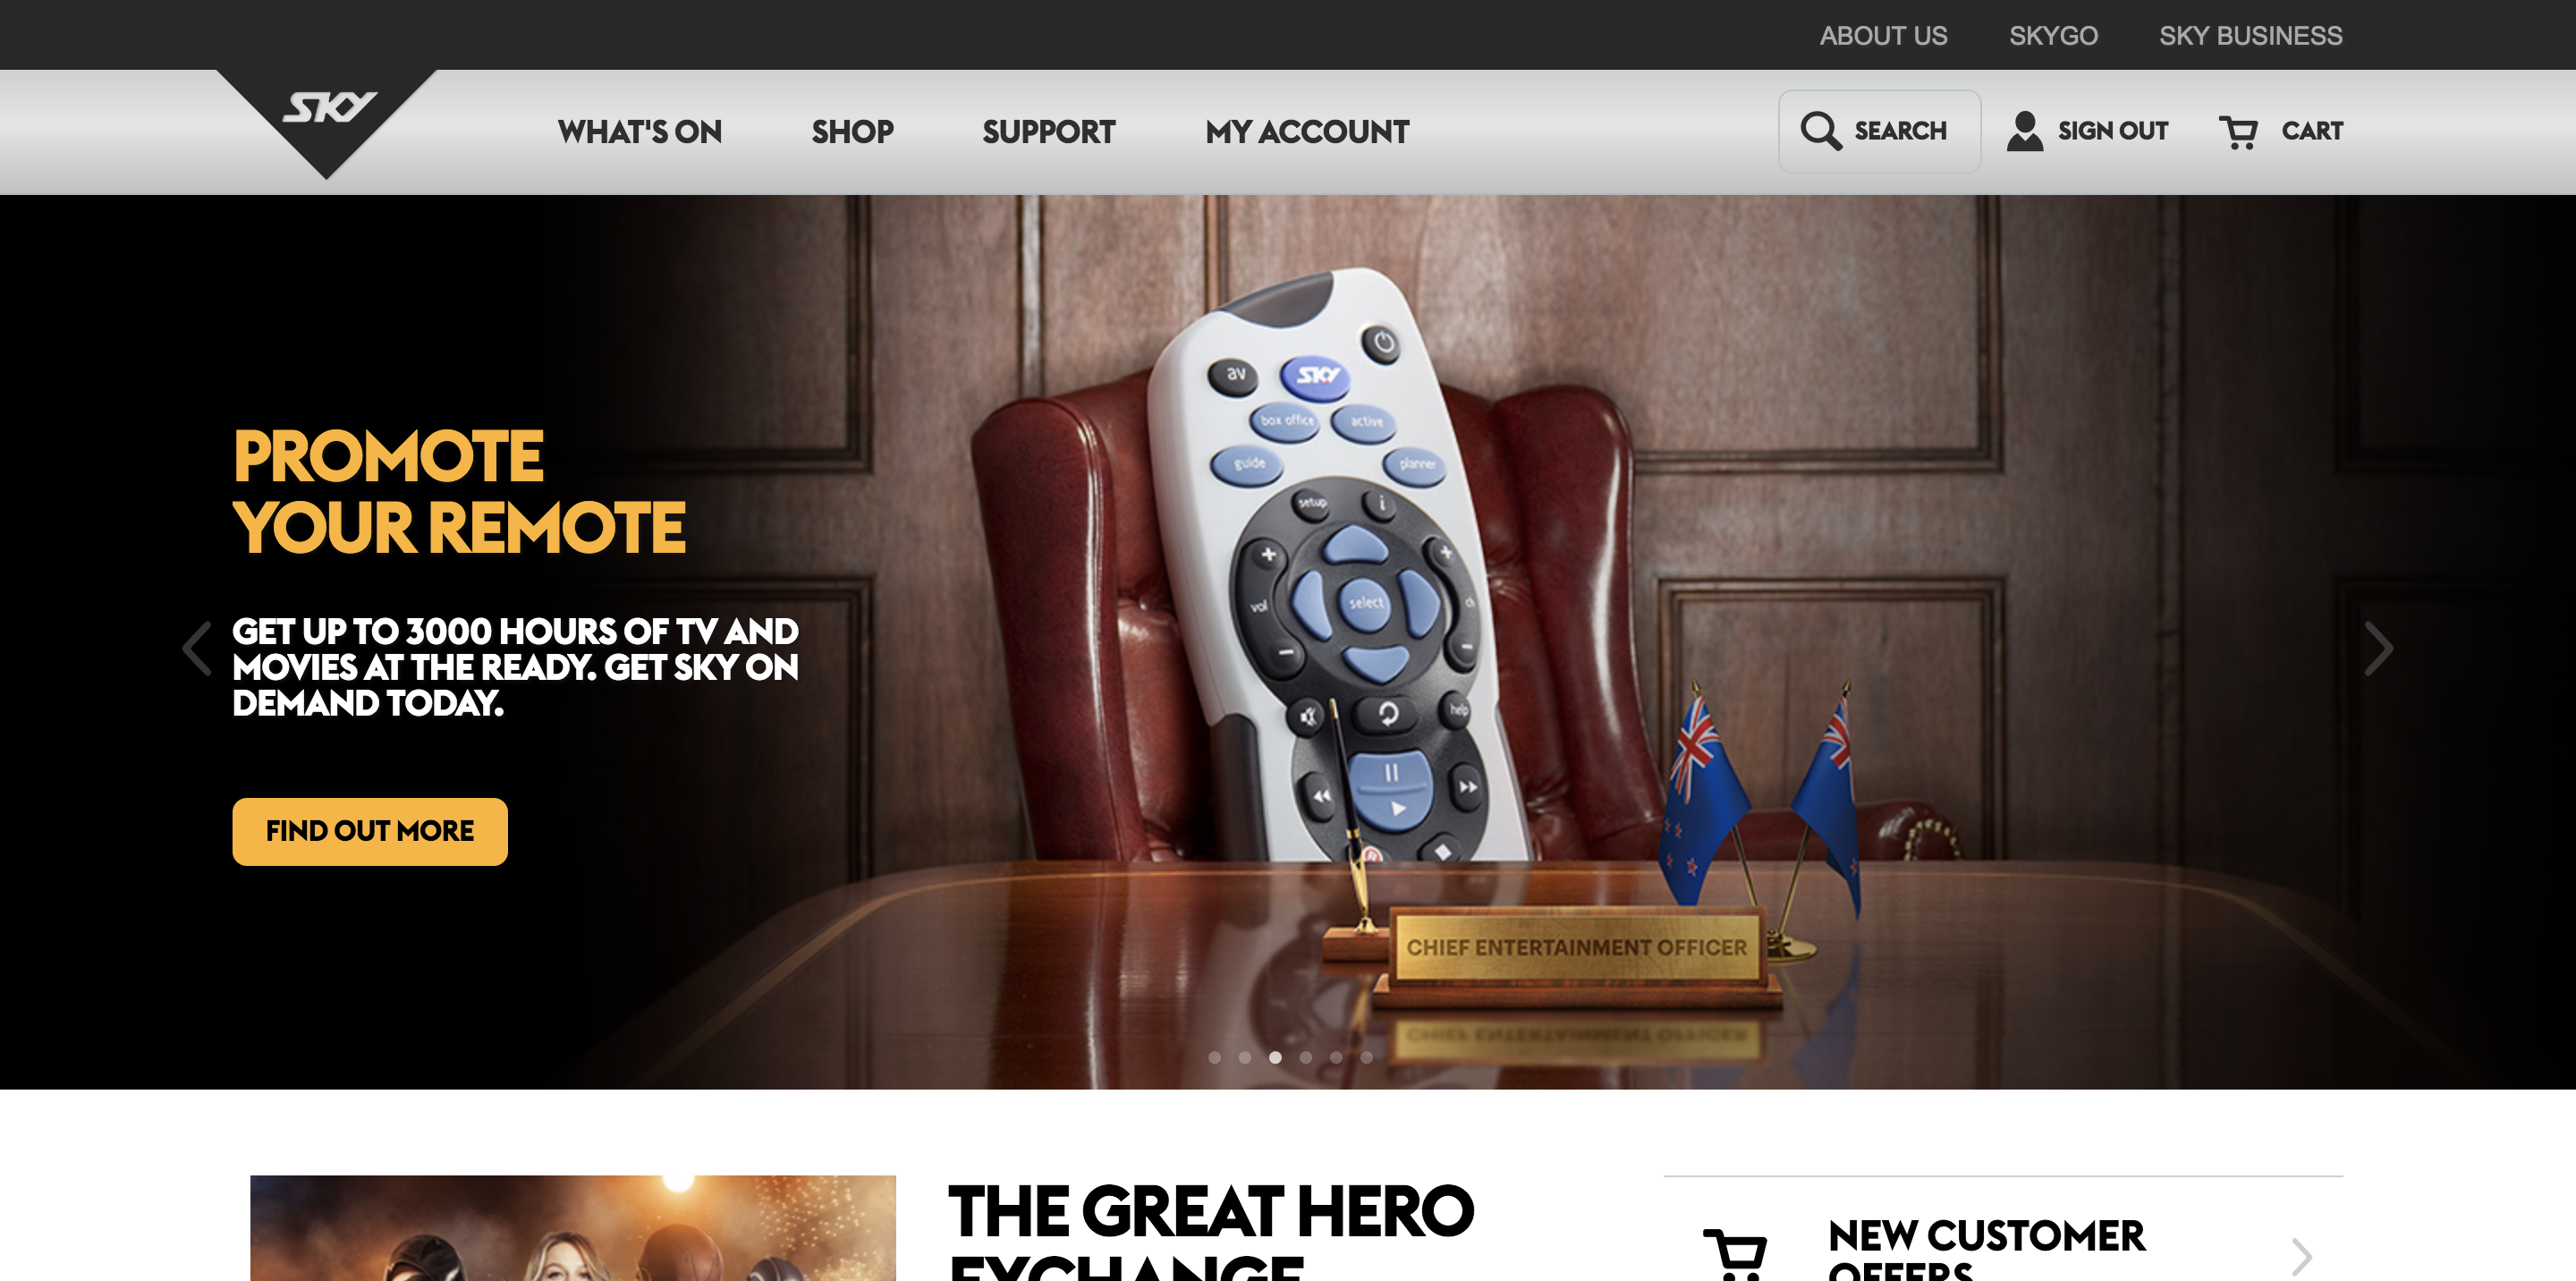 ABOUT US SKYGO SKY BUSINESS
SKY WHAT'S ON SHOP SUPPORT MY ACCOUNT SEARCH SIGN OUT CART
av SKY
box office active
guide planner
setup i
PROMOTE
YOUR REMOTE
vol select ch
GET UP TO 3000 HOURS OF TV AND
MOVIES AT THE READY. GET SKY ON
DEMAND TODAY.
help
FIND OUT MORE
R
CHIEF ENTERTAINMENT OFFICER
THE GREAT HERO
EXCHANGE
NEW CUSTOMER
OFFERS